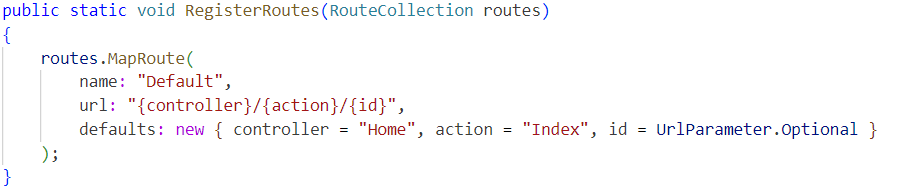 public static void RegisterRoutes(RouteCollection routes)
{
    routes.MapRoute(
        name: "Default",
        url: "{controller}/{action}/{id}",
        defaults: new { controller = "Home", action = "Index", id = UrlParameter.Optional }
    );
}